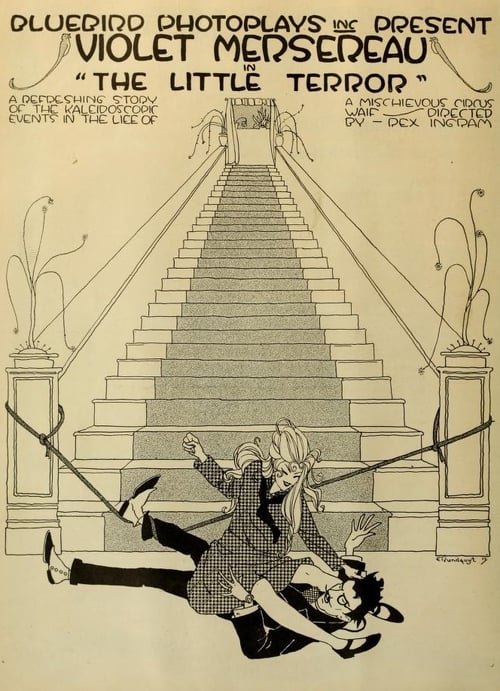 BLUEBIRD PHOTOPLAYS INC PRESENT
VIOLET MERSEREAU
IN
"THE LITTLE TERROR"
A REFRESHING STORY
OF THE KALEIDOSCOPIC
EVENTS IN THE LIFE OF
A MISCHIEVOUS CIRCUS
WAIF — DIRECTED
BY - REX INGRAM